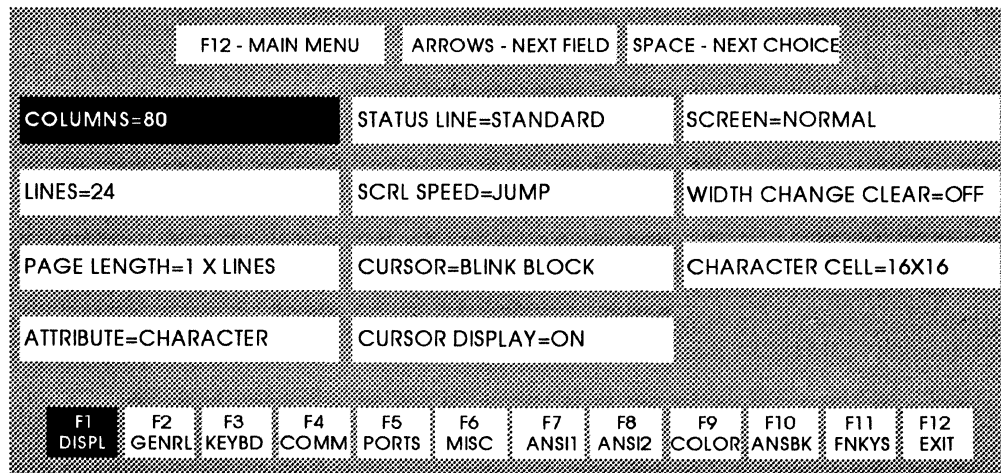 F12 - MAIN MENU ARROWS - NEXT FIELD SPACE - NEXT CHOICE
COLUMNS=80 STATUS LINE=STANDARD SCREEN=NORMAL
LINES=24 SCRL SPEED=JUMP WIDTH CHANGE CLEAR=OFF
PAGE LENGTH=1 X LINES CURSOR=BLINK BLOCK CHARACTER CELL=16X16
ATTRIBUTE=CHARACTER CURSOR DISPLAY=ON
F1 F2 F3 F4 F5 F6 F7 F8 F9 F10 F11 F12
DISPL GENRL KEYBD COMM PORTS MISC ANSI1 ANSI2 COLOR ANSBK FNKYS EXIT